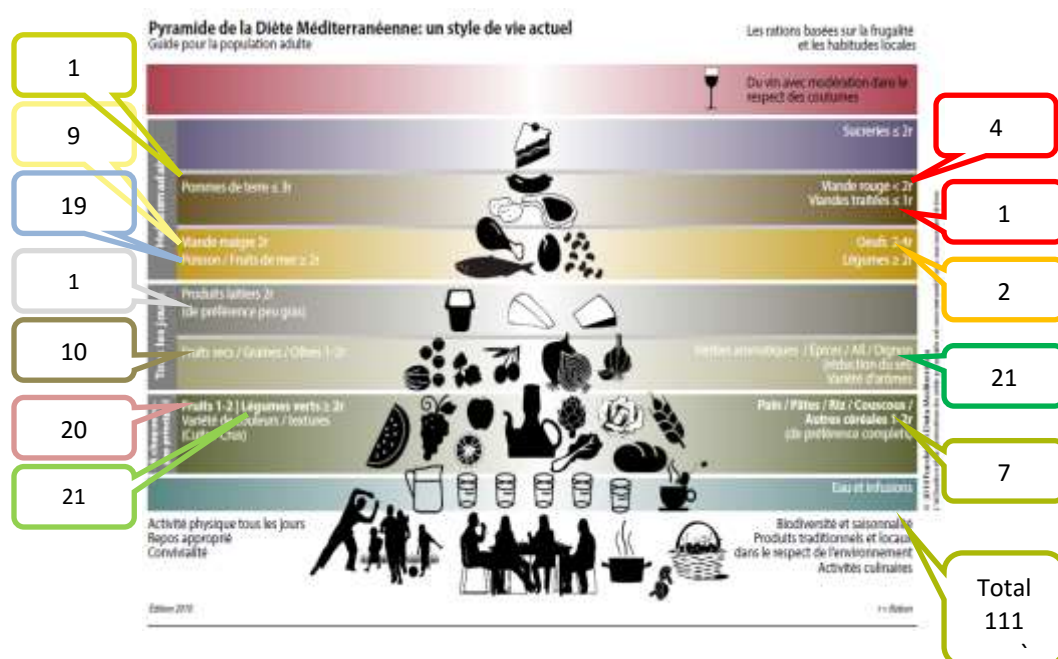 Pyramide de la Diète Méditerranéenne: un style de vie actuel
Guide pour la population adulte
Les rations basées sur la frugalité
et les habitudes locales
Du vin avec modération dans le
respect des coutumes
1
9
19
1
10
20
21
Sucreries ≤ 2r
Pommes de terre ≤ 3r
Viande rouge < 2r
Viandes traitées ≤ 1r
Viande maigre 2r
Poisson / Fruits de mer ≥ 2r
Oeufs 2-4r
Légumes ≥ 2r
Produits laitiers 2r
(de préférence peu gras)
Fruits secs / Graines / Olives 1-2r
Herbes aromatiques / Epices / Ail / Oignon
(réduction du sel)
Variété d'arômes
Fruits 1-2 | Légumes verts ≥ 2r
Variété de couleurs / textures
Pain / Pâtes / Riz / Couscous /
Autres céréales 1-2r
(de préférence complets)
Eau et infusions
4
1
2
21
7
Total
111
Activité physique tous les jours
Repos approprié
Convivialité
Biodiversité et saisonnalité
Produits traditionnels et locaux
dans le respect de l'environnement
Activités culinaires
Edition 2010